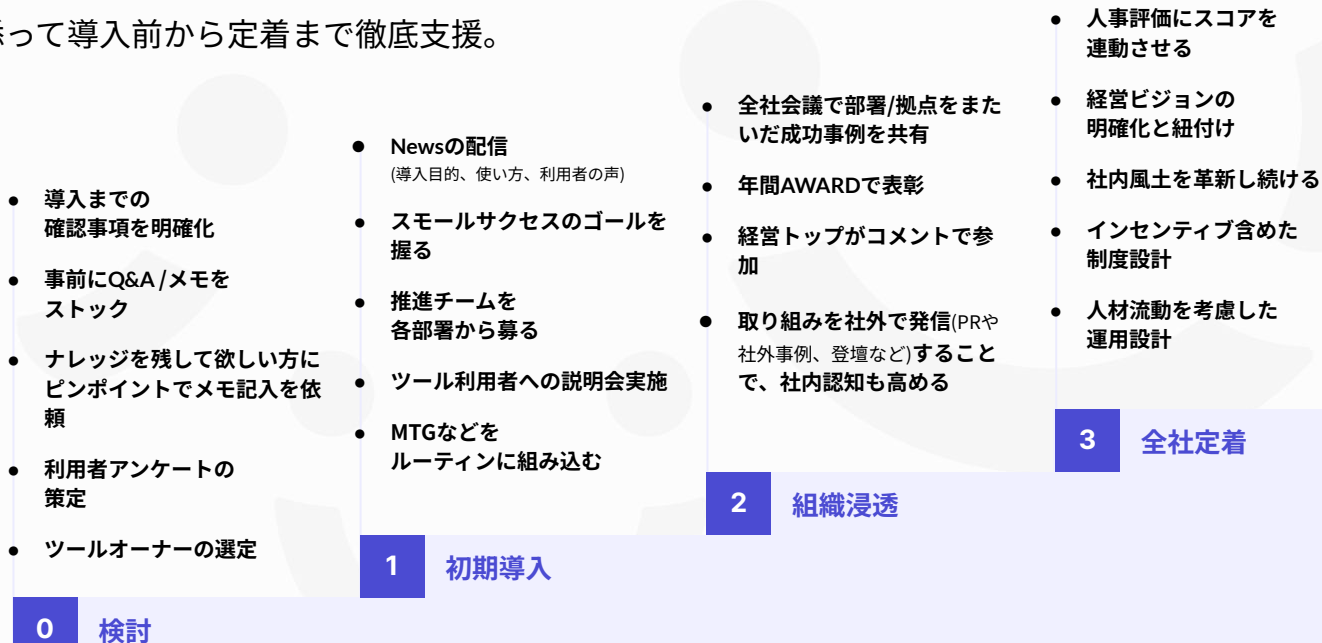 って導入前から定着まで徹底支援。
● 導入までの
確認事項を明確化
● 事前にQ&A /メモを
ストック
● ナレッジを残して欲しい方に
ピンポイントでメモ記入を依
頼
● 利用者アンケートの
策定
● ツールオーナーの選定
0 検討
● Newsの配信
(導入目的、使い方、利用者の声)
● スモールサクセスのゴールを
握る
● 推進チームを
各部署から募る
● ツール利用者への説明会実施
● MTGなどを
ルーティンに組み込む
1 初期導入
● 全社会議で部署/拠点をまた
いだ成功事例を共有
● 年間AWARDで表彰
● 経営トップがコメントで参
加
● 取り組みを社外で発信(PRや
社外事例、登壇など)すること
で、社内認知も高める
2 組織浸透
● 人事評価にスコアを
連動させる
● 経営ビジョンの
明確化と紐付け
● 社内風土を革新し続ける
● インセンティブ含めた
制度設計
● 人材流動を考慮した
運用設計
3 全社定着